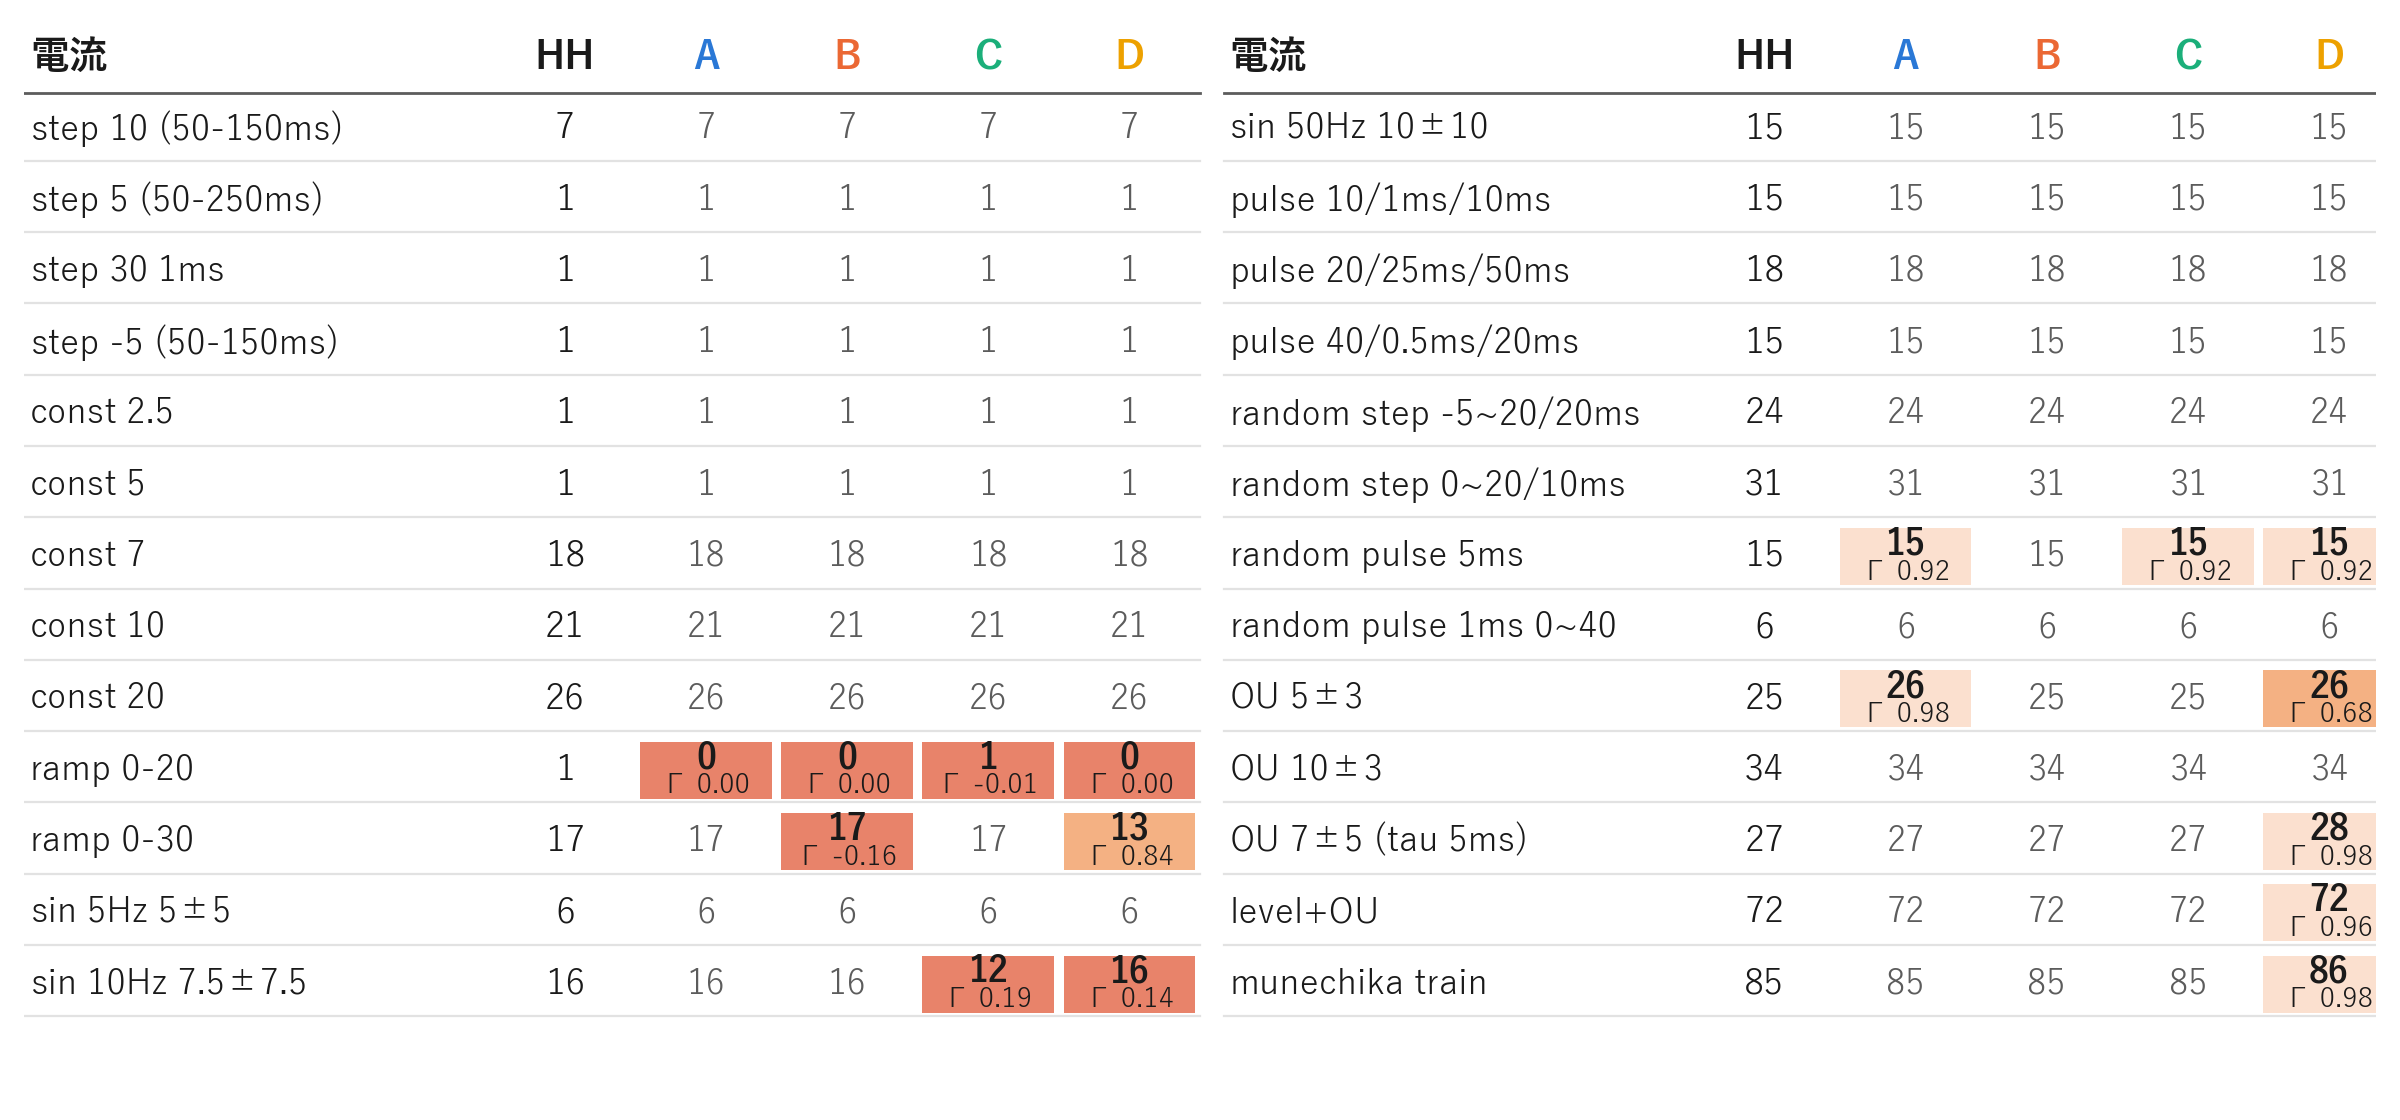 電流 HH A B C D
step 10 (50-150ms) 7 7 7 7 7
step 5 (50-250ms) 1 1 1 1 1
step 30 1ms 1 1 1 1 1
step -5 (50-150ms) 1 1 1 1 1
const 2.5 1 1 1 1 1
const 5 1 1 1 1 1
const 7 18 18 18 18 18
const 10 21 21 21 21 21
const 20 26 26 26 26 26
ramp 0-20 1 0 0 1 0
Γ 0.00 Γ 0.00 Γ -0.01 Γ 0.00
ramp 0-30 17 17 17 17 13
Γ -0.16 Γ 0.84
sin 5Hz 5±5 6 6 6 6 6
sin 10Hz 7.5±7.5 16 16 16 12 16
Γ 0.19 Γ 0.14
電流 HH A B C D
sin 50Hz 10±10 15 15 15 15 15
pulse 10/1ms/10ms 15 15 15 15 15
pulse 20/25ms/50ms 18 18 18 18 18
pulse 40/0.5ms/20ms 15 15 15 15 15
random step -5~20/20ms 24 24 24 24 24
random step 0~20/10ms 31 31 31 31 31
random pulse 5ms 15 15 15 15 15
Γ 0.92 Γ 0.92 Γ 0.92
random pulse 1ms 0~40 6 6 6 6 6
OU 5±3 25 26 25 25 26
Γ 0.98 Γ 0.68
OU 10±3 34 34 34 34 34
OU 7±5 (tau 5ms) 27 27 27 27 28
Γ 0.98
level+OU 72 72 72 72 72
Γ 0.96
munechika train 85 85 85 85 86
Γ 0.98